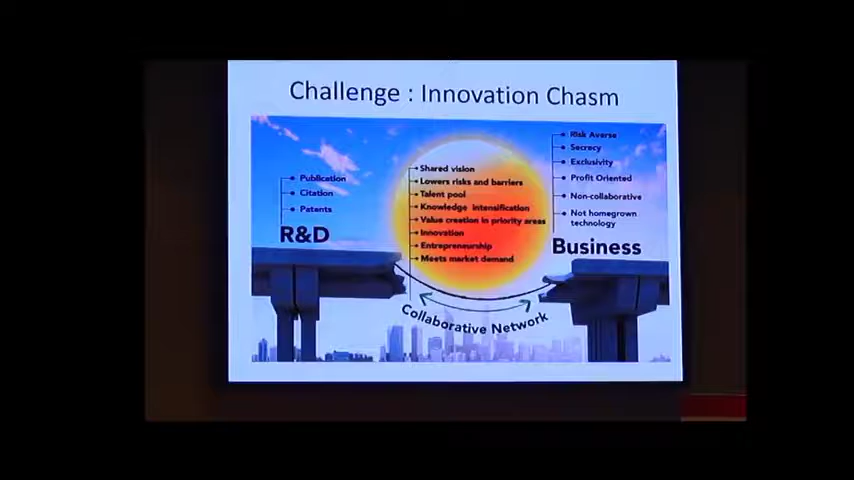 Challenge : Innovation Chasm
Publication
Citation
Patents
R&D
Shared vision
Lowers risks and barriers
Talent pool
Knowledge intensification
Value creation in priority areas
Innovation
Entrepreneurship
Meets market demand
Risk Averse
Secrecy
Exclusivity
Profit Oriented
Non-collaborative
Not homegrown
technology
Business
Collaborative Network